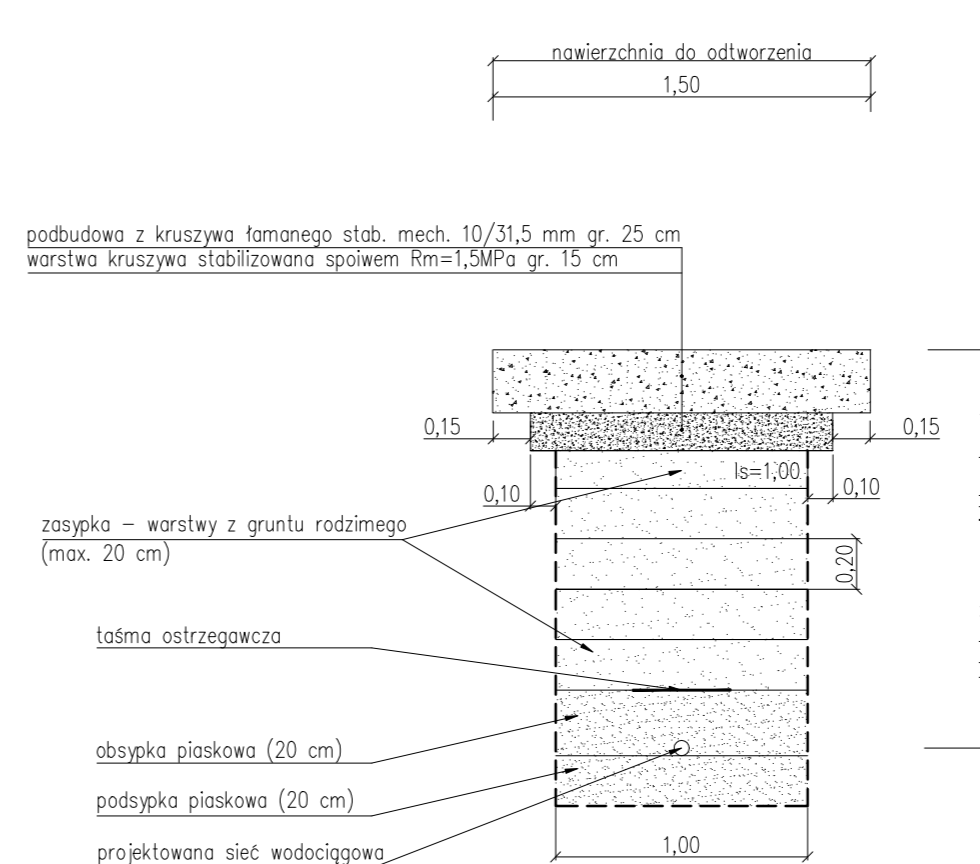 nawierzchnia do odtworzenia
1,50
podbudowa z kruszywa łamanego stab. mech. 10/31,5 mm gr. 25 cm
warstwa kruszywa stabilizowana spoiwem Rm=1,5MPa gr. 15 cm
0,15
0,15
Is=1,00
0,10
0,10
zasypka – warstwy z gruntu rodzimego
(max. 20 cm)
0,20
taśma ostrzegawcza
obsypka piaskowa (20 cm)
podsypka piaskowa (20 cm)
projektowana sieć wodociągowa
1,00